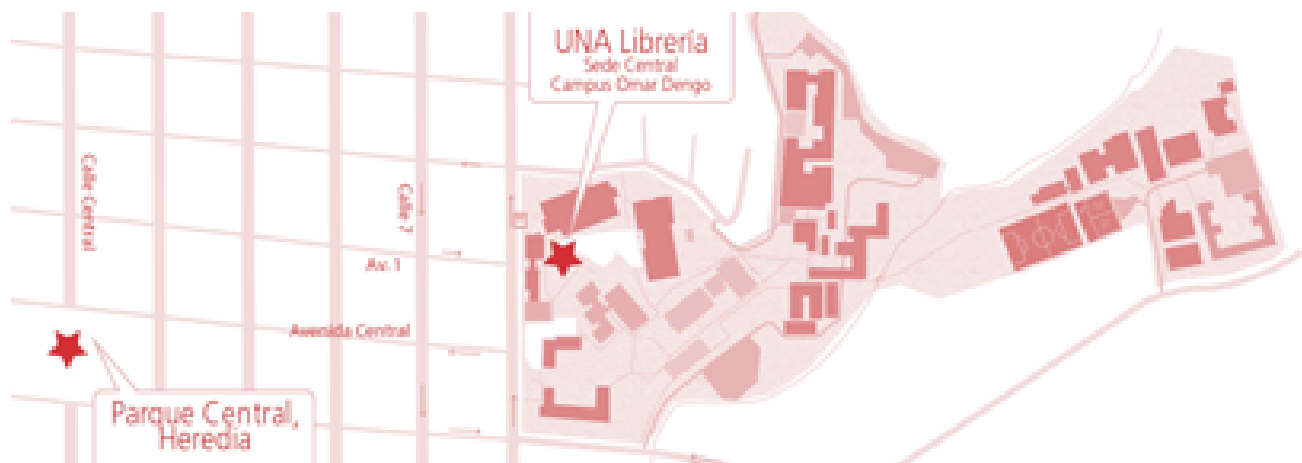 UNA Librería
Sede Central
Campus Omar Dengo
Calle Central
Calle 7
Av. 1
Avenida Central
Parque Central,
Heredia